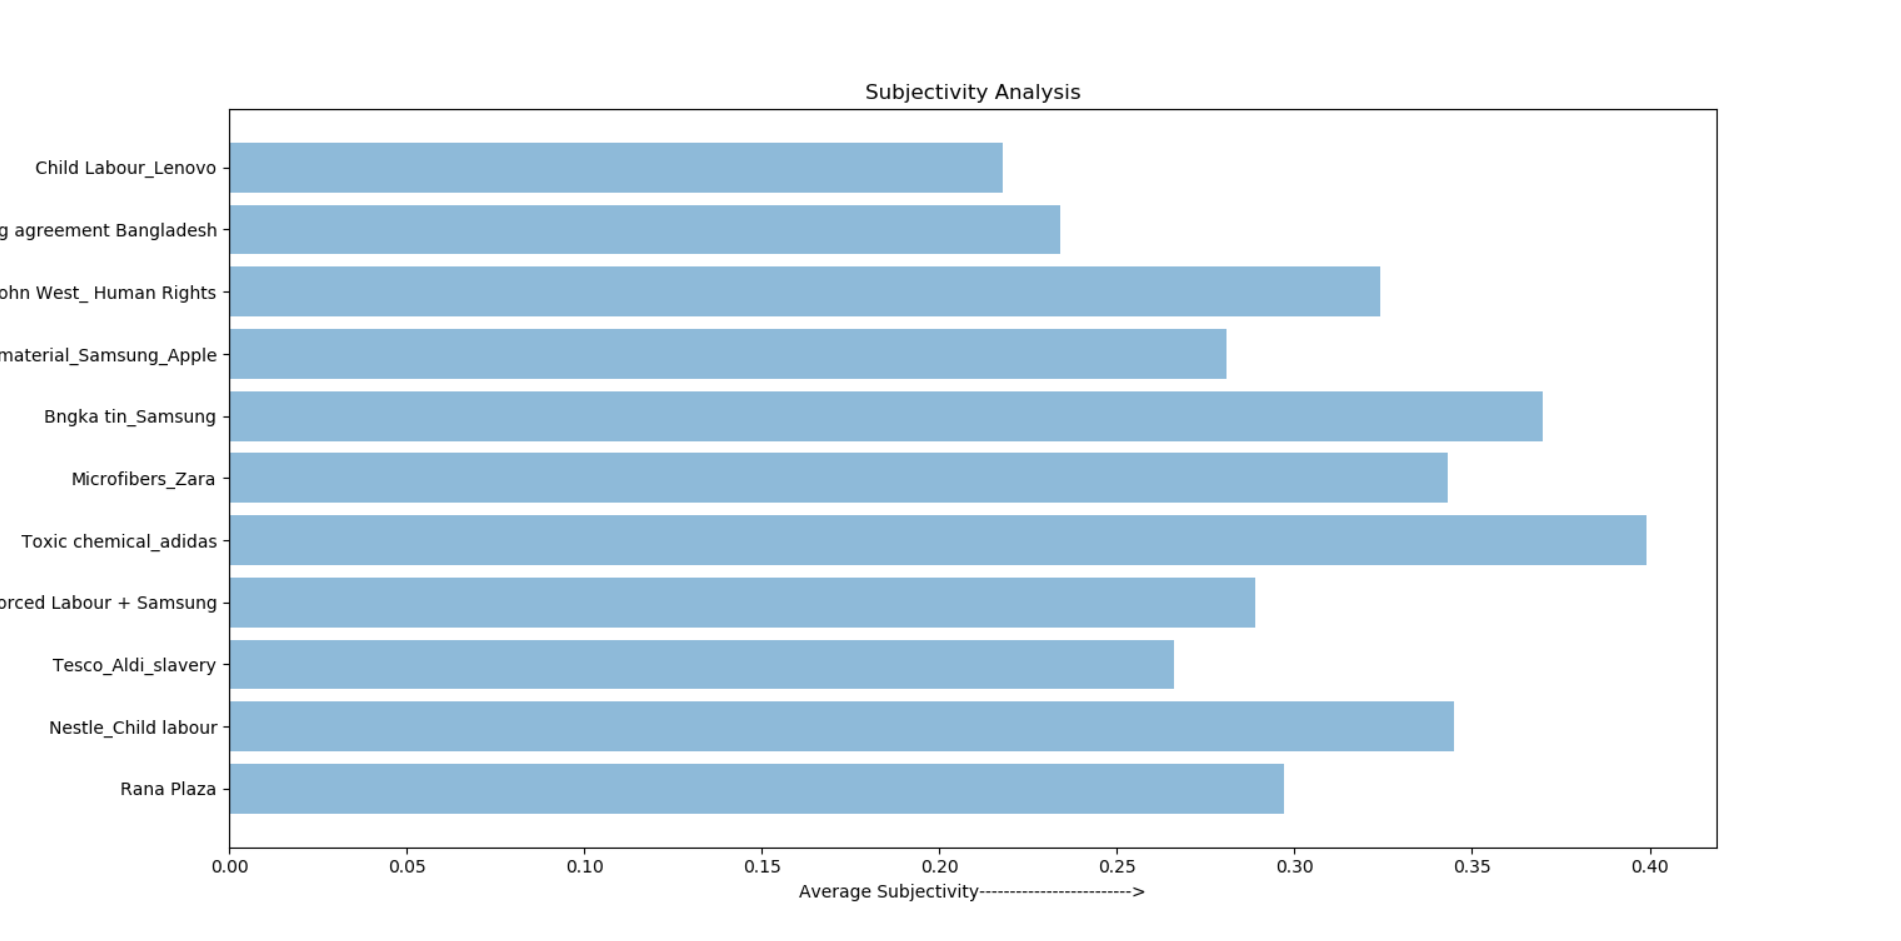 Subjectivity Analysis
Child Labour_Lenovo
g agreement Bangladesh
ohn West_ Human Rights
material_Samsung_Apple
Bngka tin_Samsung
Microfibers_Zara
Toxic chemical_adidas
orced Labour + Samsung
Tesco_Aldi_slavery
Nestle_Child labour
Rana Plaza
0.00 0.05 0.10 0.15 0.20 0.25 0.30 0.35 0.40
Average Subjectivity------------------------->